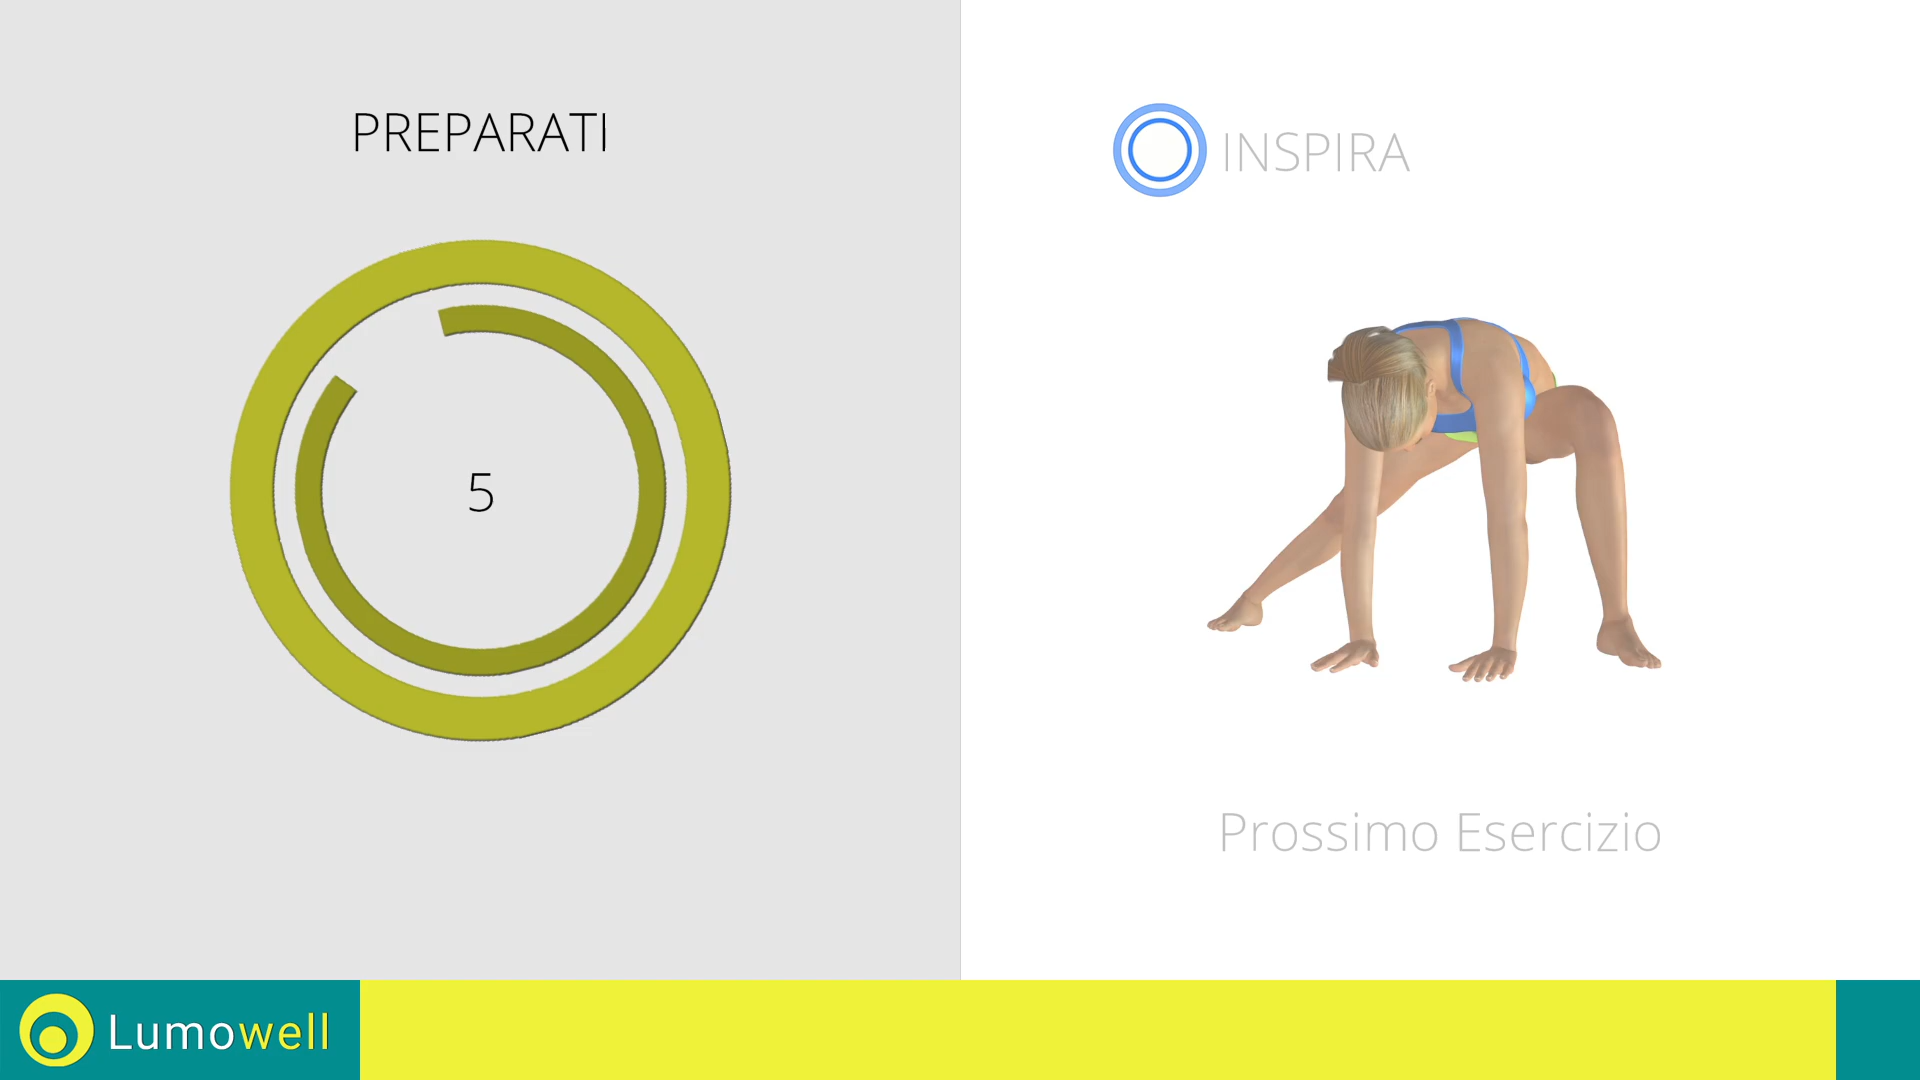 PREPARATI
5
INSPIRA
Prossimo Esercizio
Lumowell